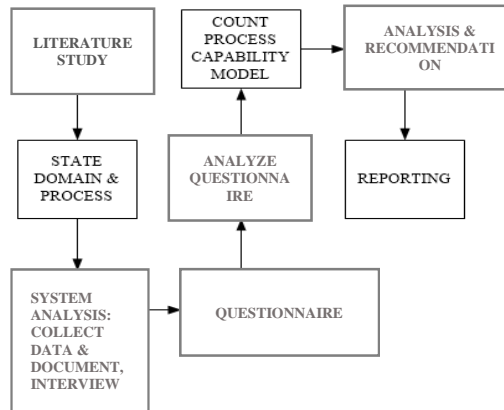 LITERATURE
STUDY
STATE
DOMAIN &
PROCESS
SYSTEM
ANALYSIS:
COLLECT
DATA &
DOCUMENT,
INTERVIEW
QUESTIONNAIRE
ANALYZE
QUESTIONNA
IRE
COUNT
PROCESS
CAPABILITY
MODEL
ANALYSIS &
RECOMMENDATI
ON
REPORTING